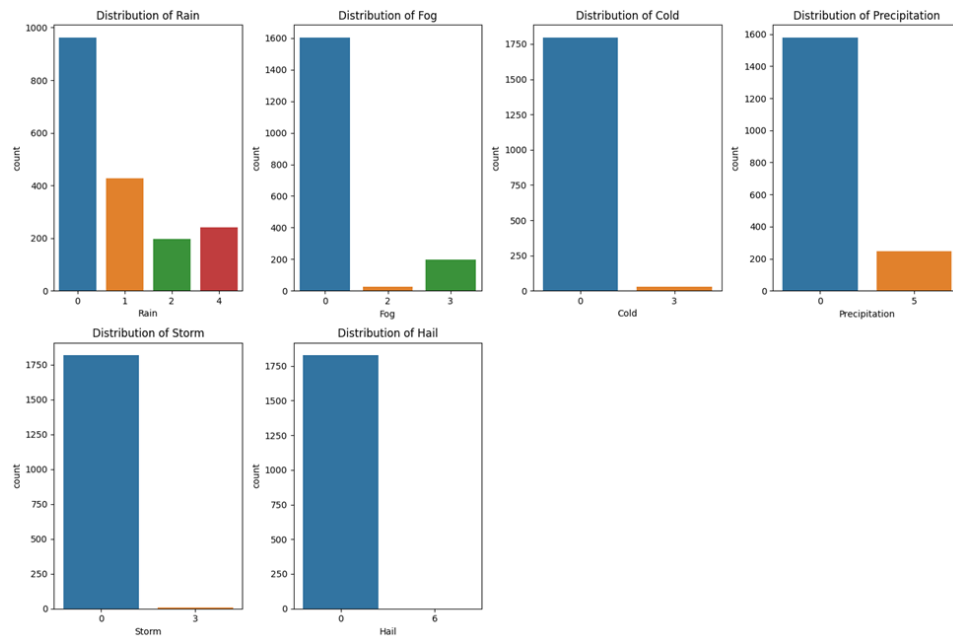 Distribution of Rain
1000
800
600
400
200
0
count
0 1 2 4
Rain
Distribution of Fog
1600
1400
1200
1000
800
600
400
200
0
count
0 2 3
Fog
Distribution of Cold
1750
1500
1250
1000
750
500
250
0
count
0 3
Cold
Distribution of Precipitation
1600
1400
1200
1000
800
600
400
200
0
count
0 5
Precipitation
Distribution of Storm
1750
1500
1250
1000
750
500
250
0
count
0 3
Storm
Distribution of Hail
1750
1500
1250
1000
750
500
250
0
count
0 6
Hail